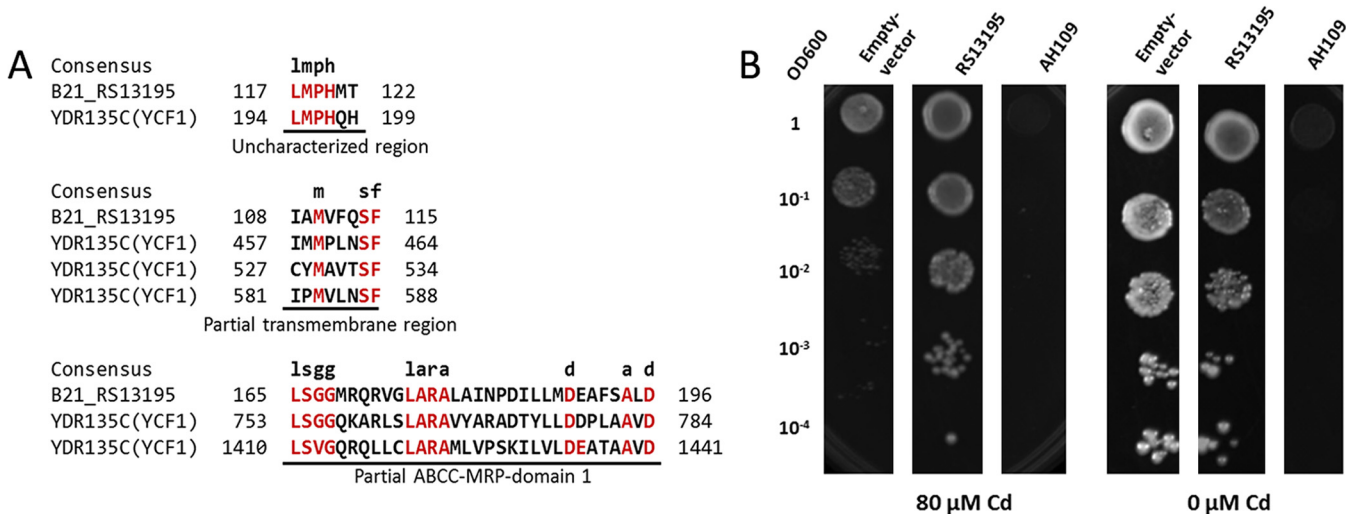 A
Consensus lmph
B21_RS13195 117 LMPHMT 122
YDR135C(YCF1) 194 LMPHQH 199
Uncharacterized region
Consensus m sf
B21_RS13195 108 IAMVFQSF 115
YDR135C(YCF1) 457 IMMPLNSF 464
YDR135C(YCF1) 527 CYMAVTSF 534
YDR135C(YCF1) 581 IPMVLNSF 588
Partial transmembrane region
Consensus lsgg lara d a d
B21_RS13195 165 LSGGMRQRVGLARALAINPDILLMDEAFSALD 196
YDR135C(YCF1) 753 LSGGQKARLSLARAVYARADTYLLDDPLAAVD 784
YDR135C(YCF1) 1410 LSVGQRQLLCLARAMLVPSKILVLDEATAAVD 1441
Partial ABCC-MRP-domain 1
B
OD600
Empty-
vector
RS13195
AH109
Empty-
vector
RS13195
AH109
1
10-1
10-2
10-3
10-4
80 µM Cd
0 µM Cd